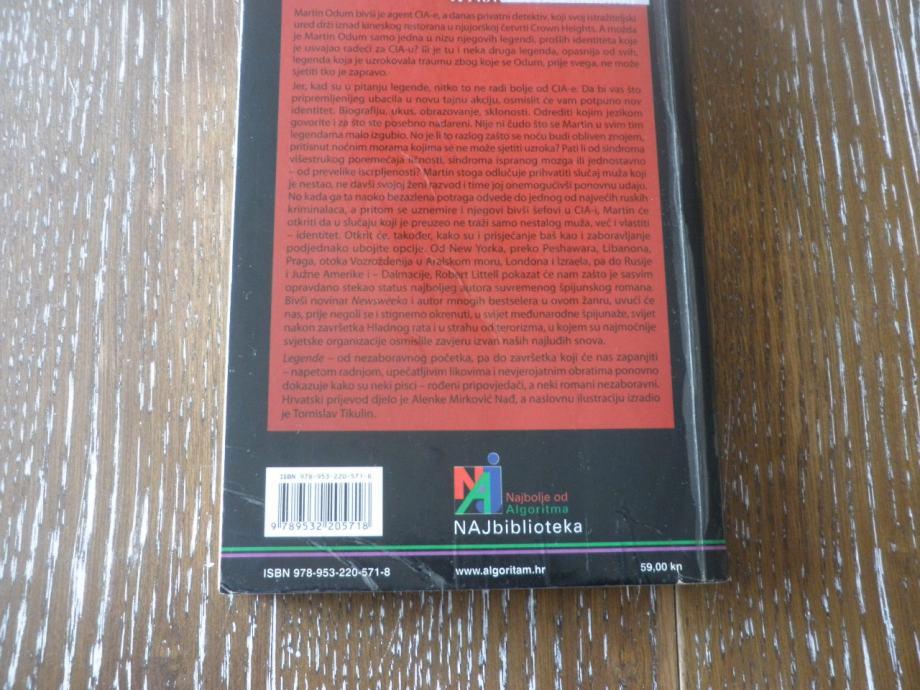 Martin Odum bivši je agent CIA-e, a danas privatni detektiv, koji svoj istražiteljski
ured drži iznad kineskog restorana u njujorškoj četvrti Crown Heights. A možda
je Martin Odum samo jedna u nizu njegovih legendi, prošlih identiteta koje
je usvajao radeći za CIA-u? Ili je tu i neka druga legenda, opasnija od svih,
legenda koja je uzrokovala traumu zbog koje se Odum, prije svega, ne može
sjetiti tko je zapravo.
Jer, kad su u pitanju legende, nitko to ne radi bolje od CIA-e. Da bi vas što
pripremljenijeg ubacila u novu tajnu akciju, osmislit će vam potpuno nov
identitet. Biografiju, ukus, obrazovanje, sklonosti. Odrediti kojim jezikom
govorite i za što ste posebno nadareni. Nije ni čudo što se Martin u svim tim
legendama malo izgubio. No je li to razlog zašto se noću budi obliven znojem,
pritisnut noćnim morama kojima se ne može sjetiti uzroka? Pati li od sindroma
višestrukog poremećaja ličnosti, sindroma ispranog mozga ili jednostavno
– od prevelike iscrpljenosti? Martin stoga odlučuje prihvatiti slučaj muža koji
je nestao, ne davši svojoj ženi razvod i time joj onemogućivši ponovnu udaju.
No kada ga ta naoko bezazlena potraga odvede do jednog od najvećih ruskih
kriminalaca, a pritom se uznemire i njegovi bivši šefovi u CIA-i, Martin će
otkriti da u slučaju koji je preuzeo ne traži samo nestalog muža, već i vlastiti
– identitet. Otkrit će, također, kako su i prisjećanje baš kao i zaboravljanje
podjednako ubojite opcije. Od New Yorka, preko Peshawara, Libanona,
Praga, otoka Vozroždenija u Aralskom moru, Londona i Izraela, pa do Rusije
i Južne Amerike i – Dalmacije, Robert Littell pokazat će nam zašto je sasvim
opravdano stekao status najboljeg autora suvremenog špijunskog romana.
Bivši novinar Newsweeka i autor mnogih bestselera u ovom žanru, uvući će
nas, prije negoli se i stignemo okrenuti, u svijet međunarodne špijunaže, svijet
nakon završetka Hladnog rata i u strahu od terorizma, u kojem su najmoćnije
svjetske organizacije osmislile zavjeru izvan naših najluđih snova.
Legende – od nezaboravnog početka, pa do završetka koji će nas zapanjiti
– napetom radnjom, upečatljivim likovima i nevjerojatnim obratima ponovno
dokazuje kako su neki pisci – rođeni pripovjedači, a neki romani nezaboravni.
Hrvatski prijevod djelo je Alenke Mirković Nađ, a naslovnu ilustraciju izradio
je Tomislav Tikulin.
ISBN 978-953-220-571-8
9 789532 205718
NAJ
Najbolje od
Algoritma
NAJbiblioteka
ISBN 978-953-220-571-8
www.algoritam.hr
59,00 kn